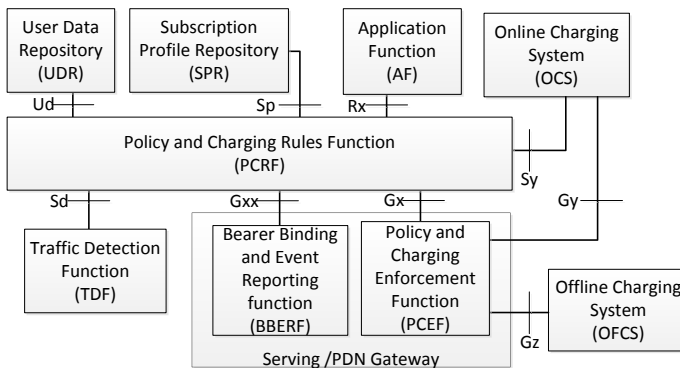 User Data
Repository
(UDR)
Subscription
Profile Repository
(SPR)
Application
Function
(AF)
Online Charging
System
(OCS)
Ud
Sp
Rx
Policy and Charging Rules Function
(PCRF)
Sy
Sd
Gxx
Gx
Gy
Traffic Detection
Function
(TDF)
Bearer Binding
and Event
Reporting
function
(BBERF)
Policy and
Charging
Enforcement
Function
(PCEF)
Offline Charging
System
(OFCS)
Gz
Serving /PDN Gateway